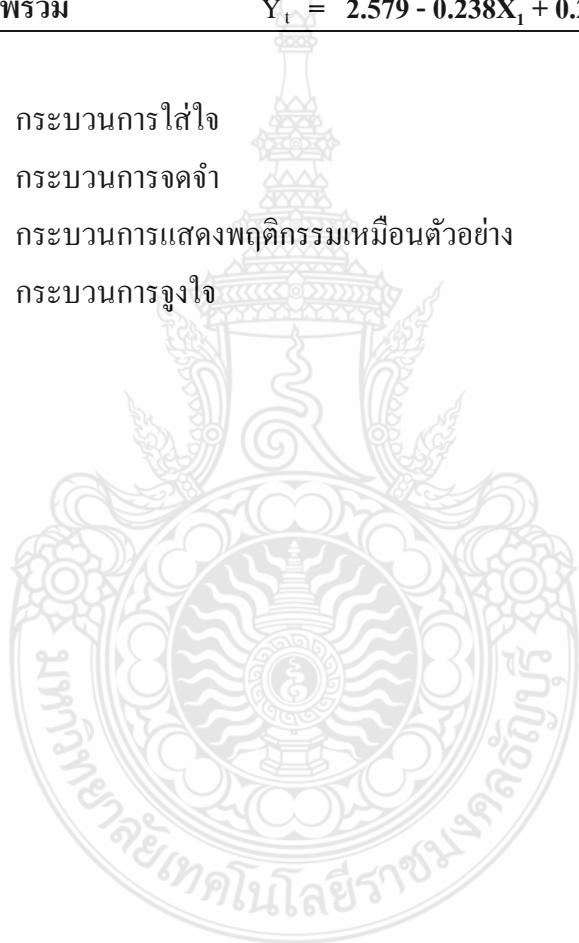 พรวม Yₜ = 2.579 - 0.238X₁ + 0.
กระบวนการใส่ใจ
กระบวนการจดจำ
กระบวนการแสดงพฤติกรรมเหมือนตัวอย่าง
กระบวนการจูงใจ
มหาวิทยาลัยเทคโนโลยีราชมงคลธัญบุรี